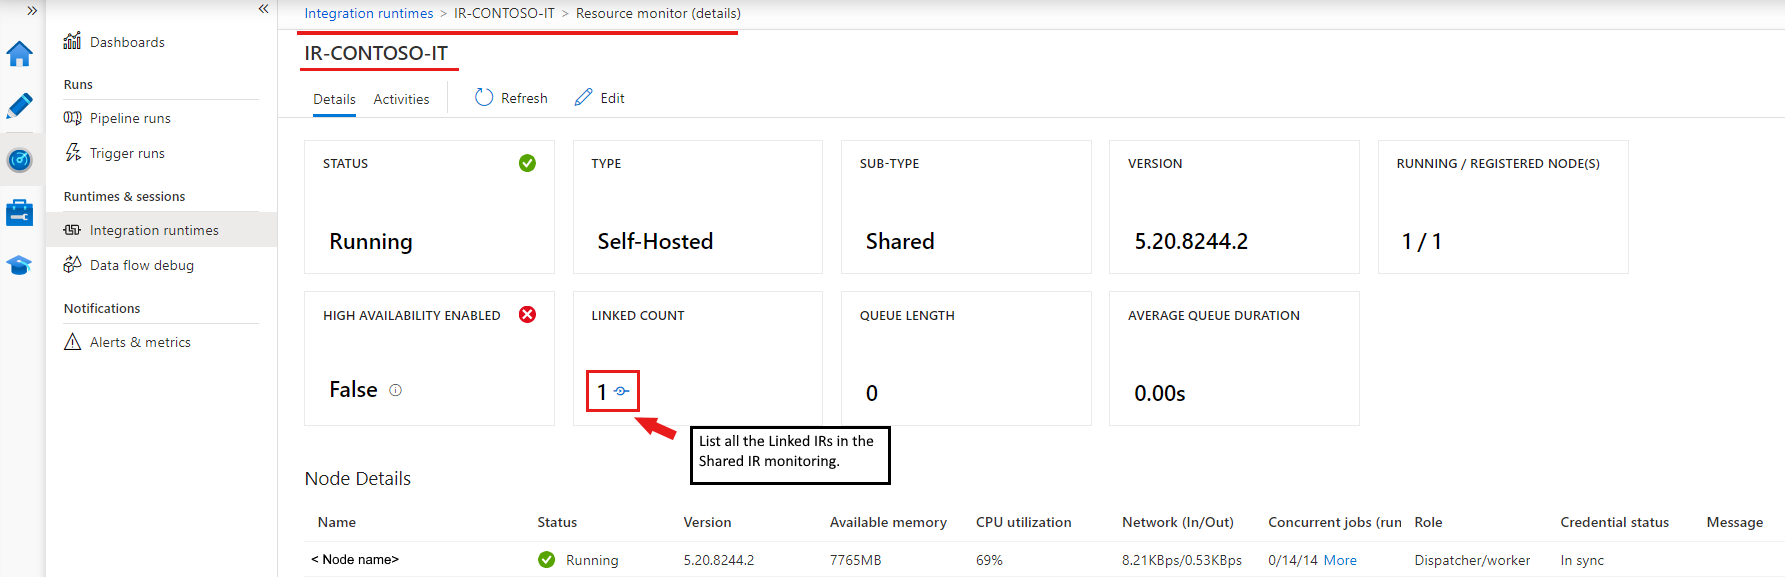 Integration runtimes > IR-CONTOSO-IT > Resource monitor (details)
IR-CONTOSO-IT
Details Activities Refresh Edit
Dashboards
Runs
Pipeline runs
Trigger runs
Runtimes & sessions
Integration runtimes
Data flow debug
Notifications
Alerts & metrics
STATUS
Running
TYPE
Self-Hosted
SUB-TYPE
Shared
VERSION
5.20.8244.2
RUNNING / REGISTERED NODE(S)
1 / 1
HIGH AVAILABILITY ENABLED
False
LINKED COUNT
1
QUEUE LENGTH
0
AVERAGE QUEUE DURATION
0.00s
List all the Linked IRs in the
Shared IR monitoring.
Node Details
Name Status Version Available memory CPU utilization Network (In/Out) Concurrent jobs (run Role Credential status Message
< Node name> Running 5.20.8244.2 7765MB 69% 8.21KBps/0.53KBps 0/14/14 More Dispatcher/worker In sync